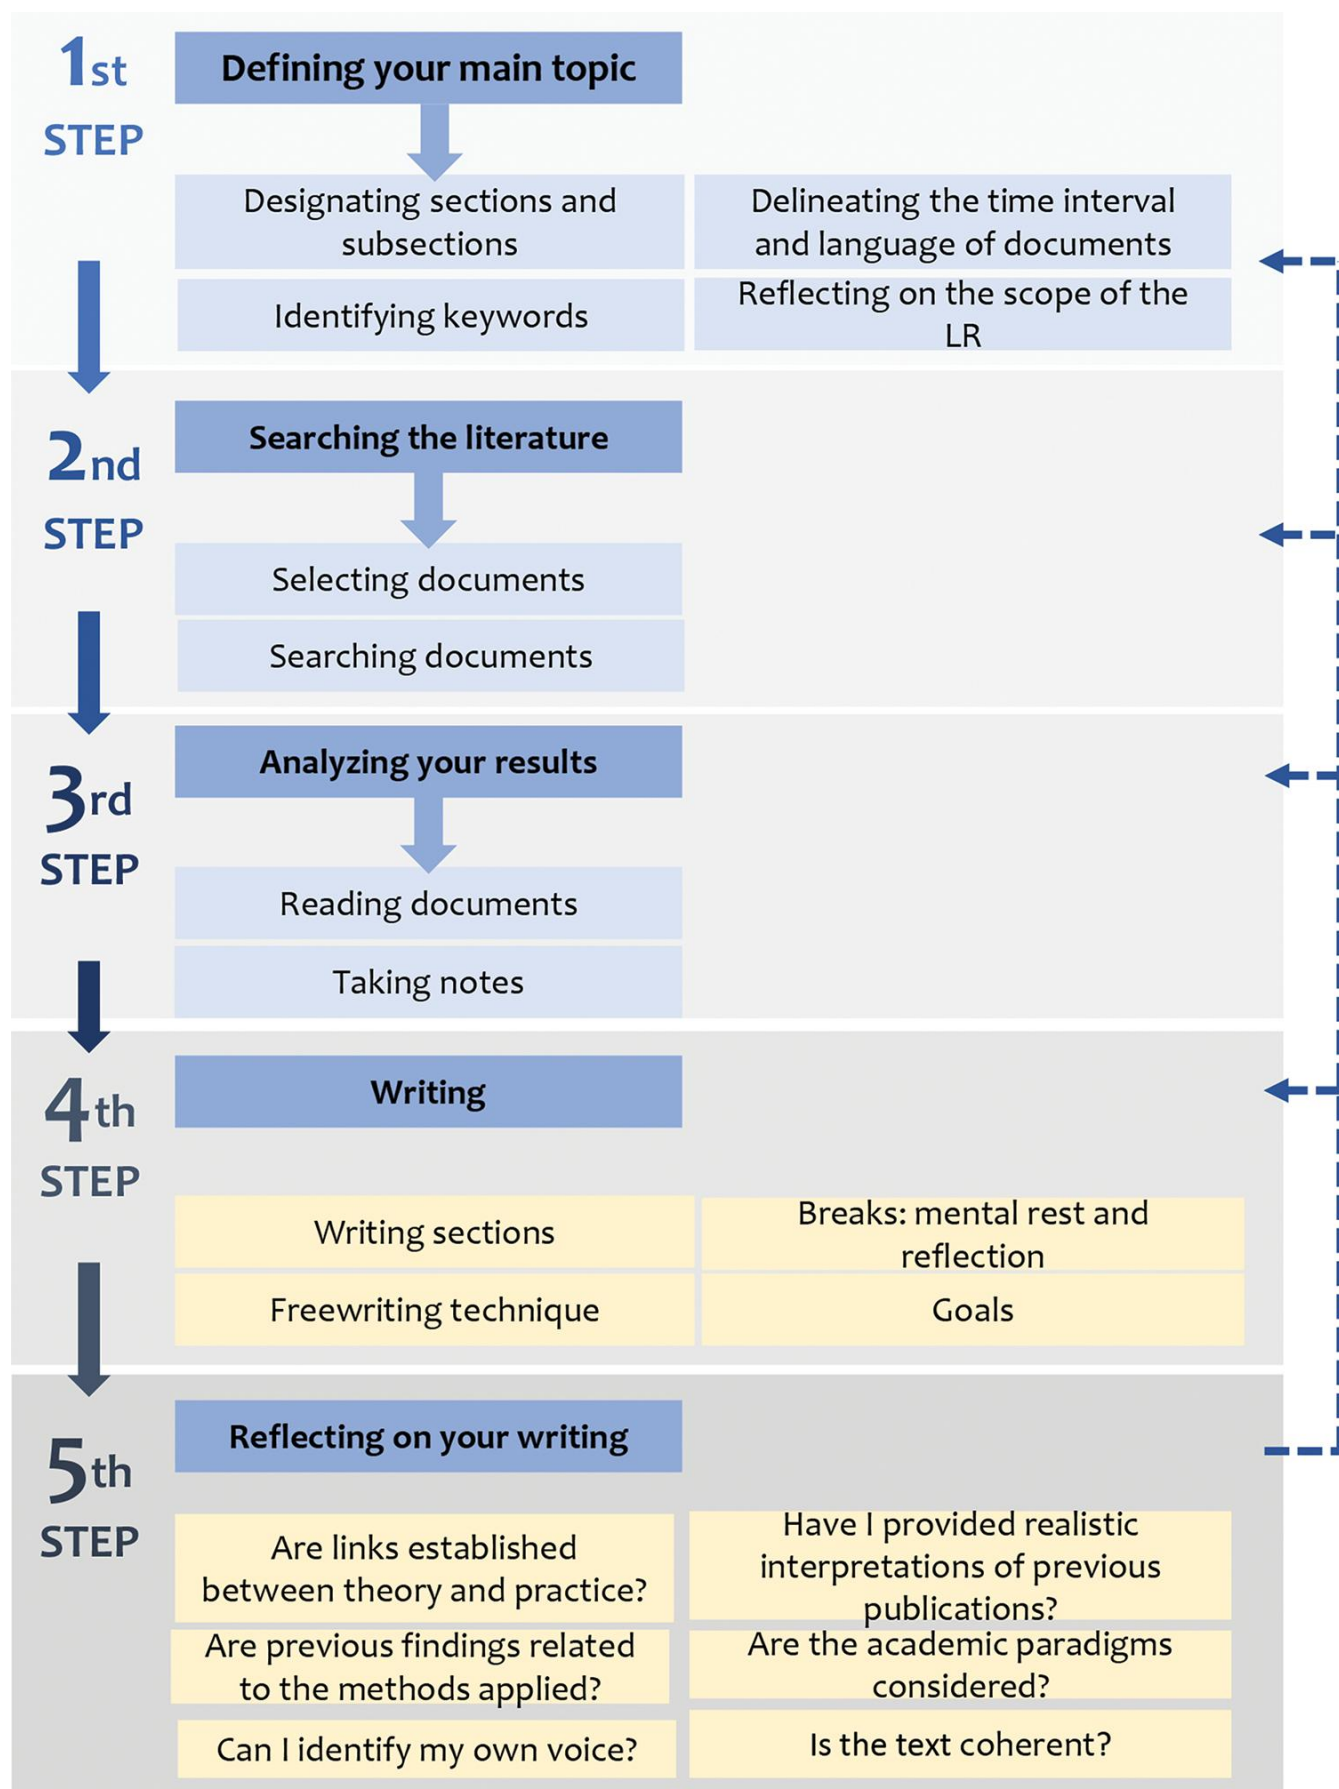 1st
STEP
Defining your main topic
Designating sections and
subsections
Delineating the time interval
and language of documents
Identifying keywords
Reflecting on the scope of the
LR
2nd
STEP
Searching the literature
Selecting documents
Searching documents
3rd
STEP
Analyzing your results
Reading documents
Taking notes
4th
STEP
Writing
Writing sections
Breaks: mental rest and
reflection
Freewriting technique
Goals
5th
STEP
Reflecting on your writing
Are links established
between theory and practice?
Have I provided realistic
interpretations of previous
publications?
Are previous findings related
to the methods applied?
Are the academic paradigms
considered?
Can I identify my own voice?
Is the text coherent?